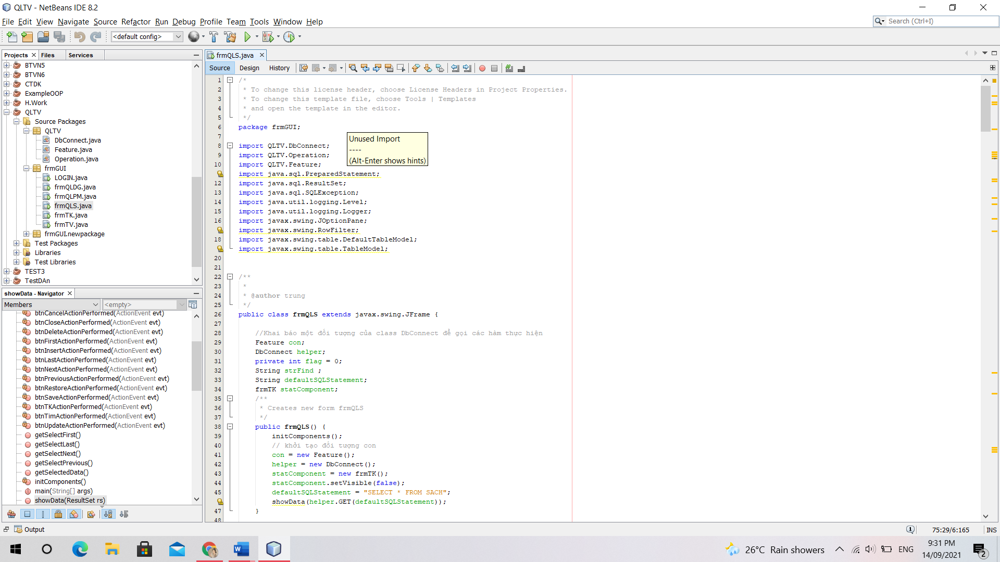 QLTV - NetBeans IDE 8.2
File Edit View Navigate Source Refactor Run Debug Profile Team Tools Window Help
Search (Ctrl+I)
<default config>
Projects Files Services
BTVN5
BTVN6
CTDK
ExampleOOP
H.Work
QLTV
Source Packages
QLTV
DbConnect.java
Feature.java
Operation.java
frmGUI
LOGIN.java
frmQLDG.java
frmQLPM.java
frmQLS.java
frmTK.java
frmTV.java
frmGUI.newpackage
Test Packages
Libraries
Test Libraries
TEST3
TestDAn
showData - Navigator
Members <empty>
btnCancelActionPerformed(ActionEvent evt)
btnCloseActionPerformed(ActionEvent evt)
btnDeleteActionPerformed(ActionEvent evt)
btnFirstActionPerformed(ActionEvent evt)
btnInsertActionPerformed(ActionEvent evt)
btnLastActionPerformed(ActionEvent evt)
btnNextActionPerformed(ActionEvent evt)
btnPreviousActionPerformed(ActionEvent evt)
btnRestoreActionPerformed(ActionEvent evt)
btnSaveActionPerformed(ActionEvent evt)
btnTKActionPerformed(ActionEvent evt)
btnTimActionPerformed(ActionEvent evt)
btnUpdateActionPerformed(ActionEvent evt)
getSelectFirst()
getSelectLast()
getSelectNext()
getSelectPrevious()
getSelectedData()
initComponents()
main(String[] args)
showData(ResultSet rs)
frmQLS.java
Source Design History
1 /*
2 * To change this license header, choose License Headers in Project Properties.
3 * To change this template file, choose Tools | Templates
4 * and open the template in the editor.
5 */
6 package frmGUI;
7
8 import QLTV.DbConnect;
9 import QLTV.Operation;
10 import QLTV.Feature;
import java.sql.PreparedStatement;
12 import java.sql.ResultSet;
13 import java.sql.SQLException;
14 import java.util.logging.Level;
15 import java.util.logging.Logger;
16 import javax.swing.JOptionPane;
import javax.swing.RowFilter;
18 import javax.swing.table.DefaultTableModel;
import javax.swing.table.TableModel;
20
21
22 /**
23 *
24 * @author trung
25 */
26 public class frmQLS extends javax.swing.JFrame {
27
28 //Khai báo một đối tượng của class DbConnect để gọi các hàm thực hiện
29 Feature con;
30 DbConnect helper;
31 private int flag = 0;
32 String strFind ;
33 String defaultSQLStatement;
34 frmTK statComponent;
35 /**
36 * Creates new form frmQLS
37 */
38 public frmQLS() {
39 initComponents();
40 // khởi tạo đối tượng con
41 con = new Feature();
42 helper = new DbConnect();
43 statComponent = new frmTK();
44 statComponent.setVisible(false);
45 defaultSQLStatement = "SELECT * FROM SACH";
showData(helper.GET(defaultSQLStatement));
47 }
48
Unused Import
----
(Alt-Enter shows hints)
Output
1
75:29/6:165 INS
26°C Rain showers
ENG
9:31 PM
14/09/2021
2